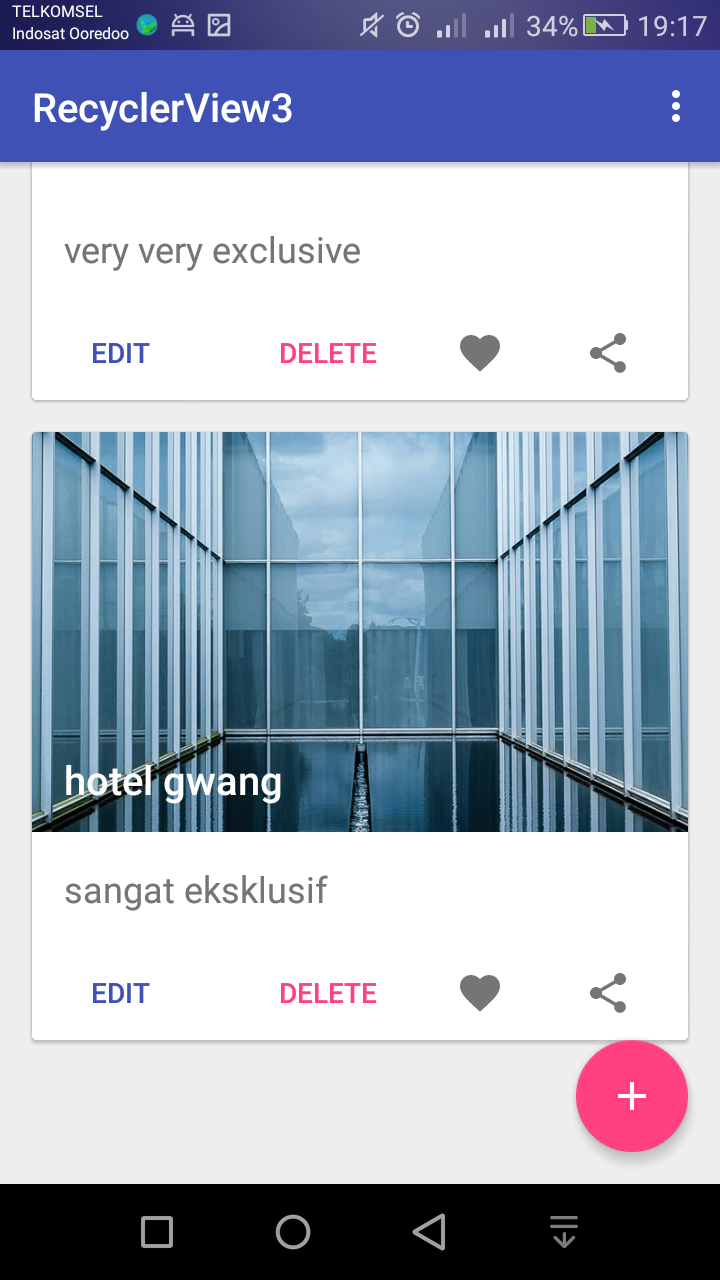 TELKOMSEL
Indosat Ooredoo
34%
19:17
RecyclerView3
very very exclusive
EDIT
DELETE
hotel gwang
sangat eksklusif
EDIT
DELETE